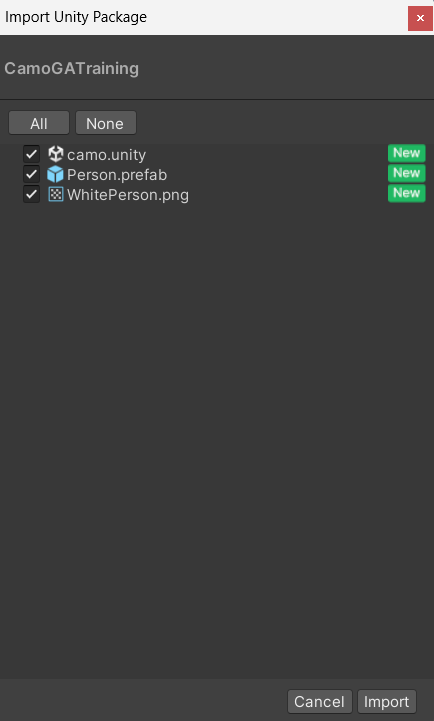 Import Unity Package
CamoGATraining
All None
camo.unity New
Person.prefab New
WhitePerson.png New
Cancel Import